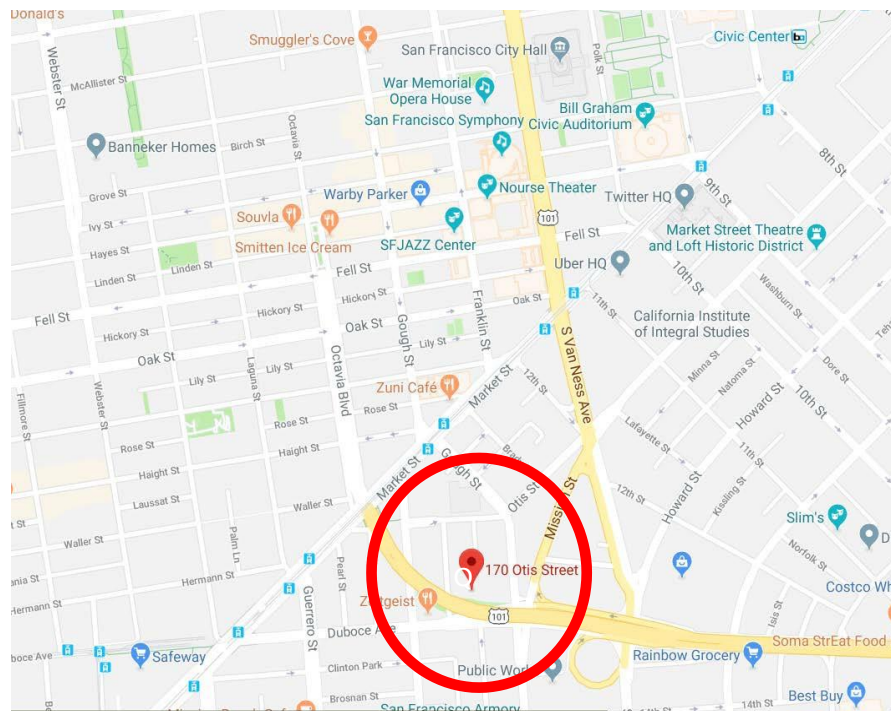 Donald's
Smuggler's Cove
San Francisco City Hall
Civic Center
Webster St
McAllister St
Polk St
War Memorial
Opera House
Bill Graham
Civic Auditorium
San Francisco Symphony
Octavia St
Banneker Homes
Birch St
8th St
9th St
Grove St
Warby Parker
Nourse Theater
Twitter HQ
Ivy St
Souvla
Market Street Theatre
and Loft Historic District
Smitten Ice Cream
SFJAZZ Center
101
Fell St
Hayes St
Uber HQ
Linden St
Linden St
Fell St
10th St
Washburn St
Hickory St
Franklin St
Oak St
11th St
California Institute
of Integral Studies
Fell St
Hickory St
Oak St
Gough St
Hickory St
Lily St
S Van Ness Ave
Teh
Oak St
Octavia Blvd
Minna St
Natoma St
Dore St
Laguna St
Lily St
Lily St
Zuni Café
Market St
12th St
Howard St
10th St
Fillmore St
Webster St
Rose St
Rose St
Lafayette St
Rose St
Haight St
Gough St
Brad
11th St
Haight St
Market St
Otis St
Mission St
12th St
Howard St
Kissling St
Laussat St
Waller St
Slim's
t St
Waller St
Palm Ln
Norfolk St
D
Pearl St
170 Otis Street
ania St
Hermann St
Costco Wh
Hermann St
Guerrero St
Zeitgeist
101
Isis St
Duboce Ave
Soma StrEat Food
boce Ave
Safeway
Rainbow Grocery
Clinton Park
Public Work
Best Buy
Brosnan St
14th St
14th St
San Francisco Armory